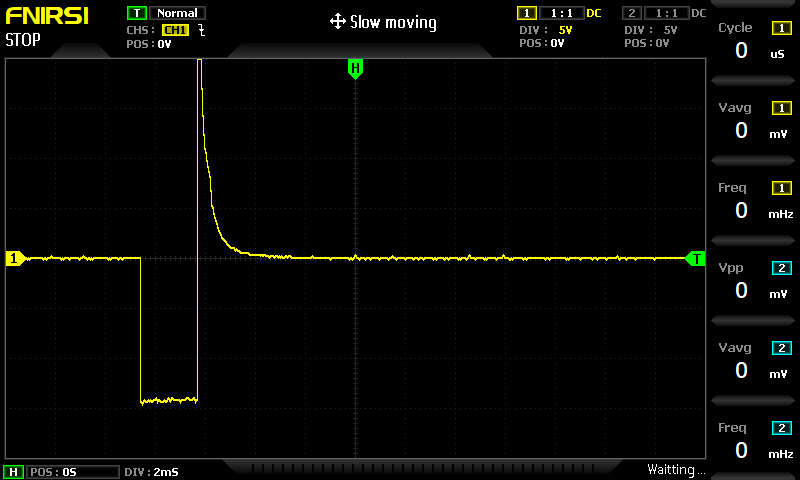 FNIRSI
STOP
T Normal
CHS: CH1
POS: 0V
Slow moving
1 1:1 DC
DIV: 5V
POS: 0V
2 1:1 DC
DIV: 5V
POS: 0V
H
1
T
Cycle 1
0 uS
Vavg 1
0 mV
Freq 1
0 mHz
Vpp 2
0 mV
Vavg 2
0 mV
Freq 2
0 mHz
H POS: 0S DIV: 2mS
Waitting...